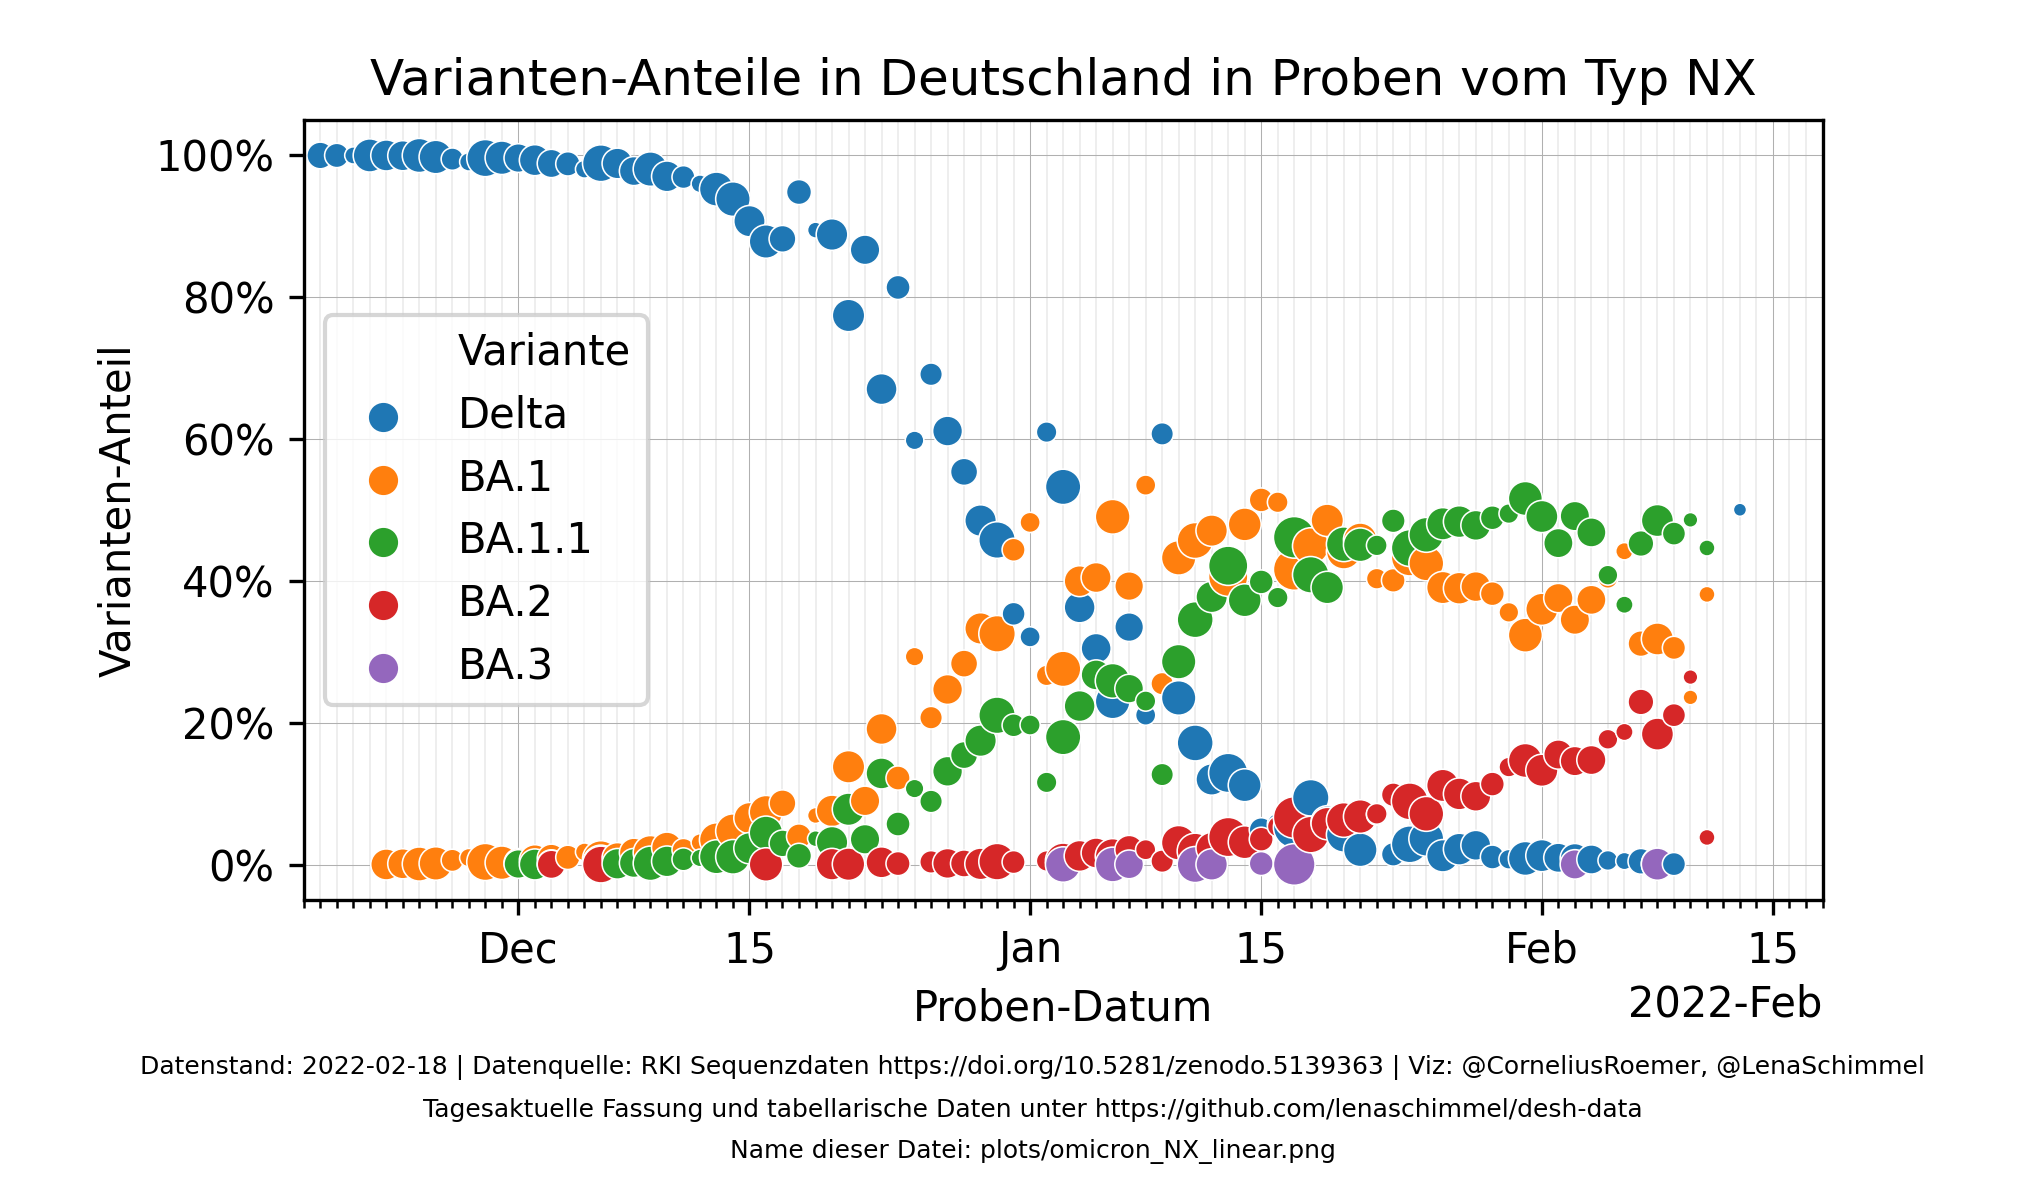 Varianten-Anteile in Deutschland in Proben vom Typ NX
100%
80%
60%
40%
20%
0%
Varianten-Anteil
Variante
Delta
BA.1
BA.1.1
BA.2
BA.3
Dec
15
Jan
15
Feb
15
Proben-Datum
2022-Feb
Datenstand: 2022-02-18 | Datenquelle: RKI Sequenzdaten https://doi.org/10.5281/zenodo.5139363 | Viz: @CorneliusRoemer, @LenaSchimmel
Tagesaktuelle Fassung und tabellarische Daten unter https://github.com/lenaschimmel/desh-data
Name dieser Datei: plots/omicron_NX_linear.png